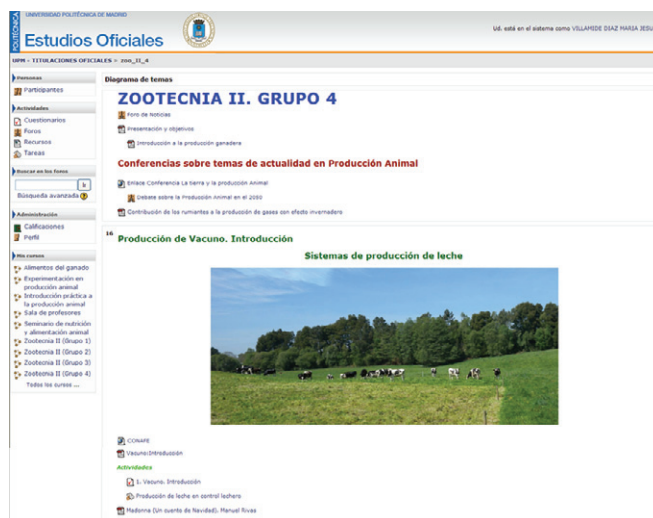 UNIVERSIDAD POLITÉCNICA DE MADRID
POLITÉCNICA
Estudios Oficiales
Ud. está en el sistema como VILLAMIDE DIAZ MARIA JESU
UPM - TITULACIONES OFICIALES » zoo_II_4
Personas
Participantes
Actividades
Cuestionarios
Foros
Recursos
Tareas
Buscar en los foros
Ir
Búsqueda avanzada
Administración
Calificaciones
Perfil
Mis cursos
Alimentos del ganado
Experimentación en
producción animal
Introducción práctica a
la producción animal
Sala de profesores
Seminario de nutrición
y alimentación animal
Zootecnia II (Grupo 1)
Zootecnia II (Grupo 2)
Zootecnia II (Grupo 3)
Zootecnia II (Grupo 4)
Todos los cursos ...
Diagrama de temas
ZOOTECNIA II. GRUPO 4
Foro de Noticias
Presentación y objetivos
Introducción a la producción ganadera
Conferencias sobre temas de actualidad en Producción Animal
Enlace Conferencia La tierra y la producción Animal
Debate sobre la Producción Animal en el 2050
Contribución de los rumiantes a la producción de gases con efecto invernadero
16
Producción de Vacuno. Introducción
Sistemas de producción de leche
CONAFE
Vacuno:Introducción
Actividades
1. Vacuno. Introducción
Producción de leche en control lechero
Madonna (Un cuento de Navidad). Manuel Rivas